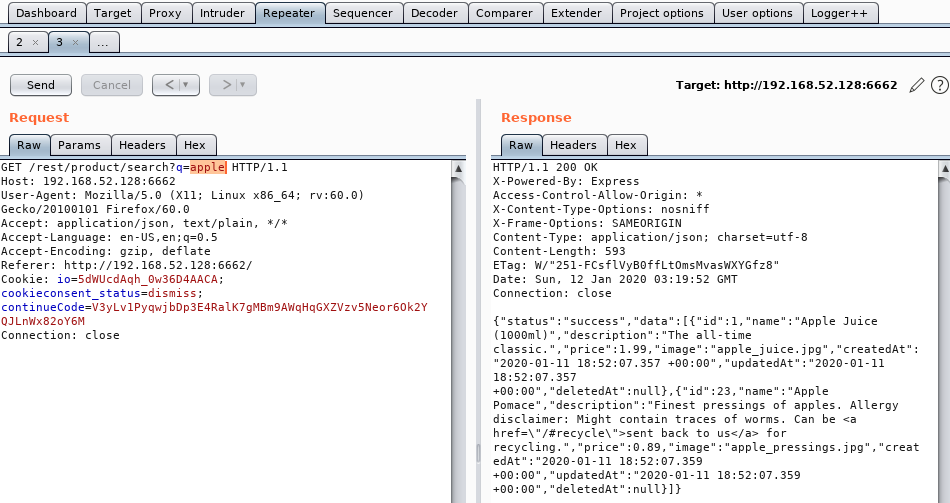 Dashboard Target Proxy Intruder Repeater Sequencer Decoder Comparer Extender Project options User options Logger++
2 × 3 × ...
Send Cancel < | ▾ > | ▾ Target: http://192.168.52.128:6662 ?
Request
Raw Params Headers Hex
GET /rest/product/search?q=apple HTTP/1.1
Host: 192.168.52.128:6662
User-Agent: Mozilla/5.0 (X11; Linux x86_64; rv:60.0)
Gecko/20100101 Firefox/60.0
Accept: application/json, text/plain, */*
Accept-Language: en-US,en;q=0.5
Accept-Encoding: gzip, deflate
Referer: http://192.168.52.128:6662/
Cookie: io=5dWUcdAqh_0w36D4AACA;
cookieconsent_status=dismiss;
continueCode=V3yLv1PyqwjbDp3E4RalK7gMBm9AWqHqGXZVzv5Neor6Ok2Y
QJLnWx82oY6M
Connection: close
Response
Raw Headers Hex
HTTP/1.1 200 OK
X-Powered-By: Express
Access-Control-Allow-Origin: *
X-Content-Type-Options: nosniff
X-Frame-Options: SAMEORIGIN
Content-Type: application/json; charset=utf-8
Content-Length: 593
ETag: W/"251-FCsflVyB0ffLtOmsMvasWXYGfz8"
Date: Sun, 12 Jan 2020 03:19:52 GMT
Connection: close
{"status":"success","data":[{"id":1,"name":"Apple Juice
(1000ml)","description":"The all-time
classic.","price":1.99,"image":"apple_juice.jpg","createdAt":
"2020-01-11 18:52:07.357 +00:00","updatedAt":"2020-01-11
18:52:07.357
+00:00","deletedAt":null},{"id":23,"name":"Apple
Pomace","description":"Finest pressings of apples. Allergy
disclaimer: Might contain traces of worms. Can be <a
href=\"/#recycle\">sent back to us</a> for
recycling.","price":0.89,"image":"apple_pressings.jpg","creat
edAt":"2020-01-11 18:52:07.359
+00:00","updatedAt":"2020-01-11 18:52:07.359
+00:00","deletedAt":null}]}